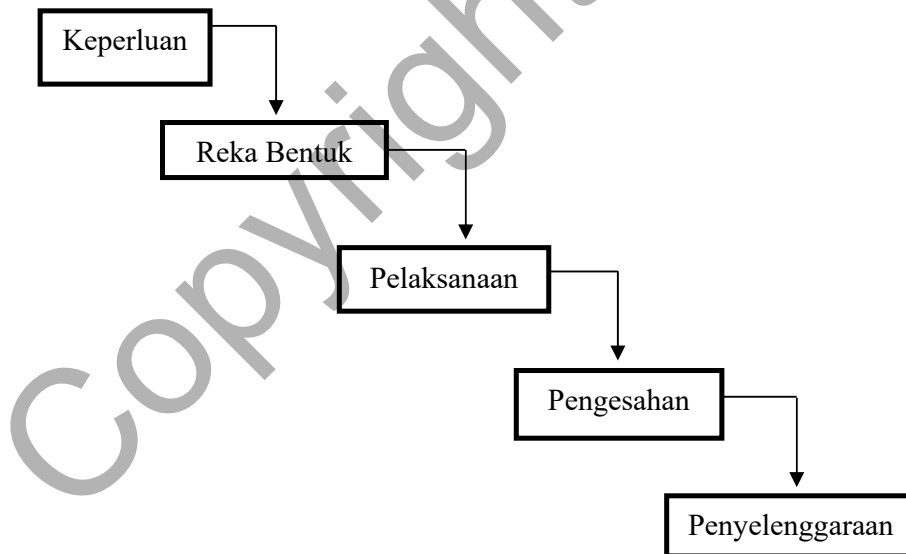 Keperluan
Reka Bentuk
Pelaksanaan
Pengesahan
Penyelenggaraan
Copyright